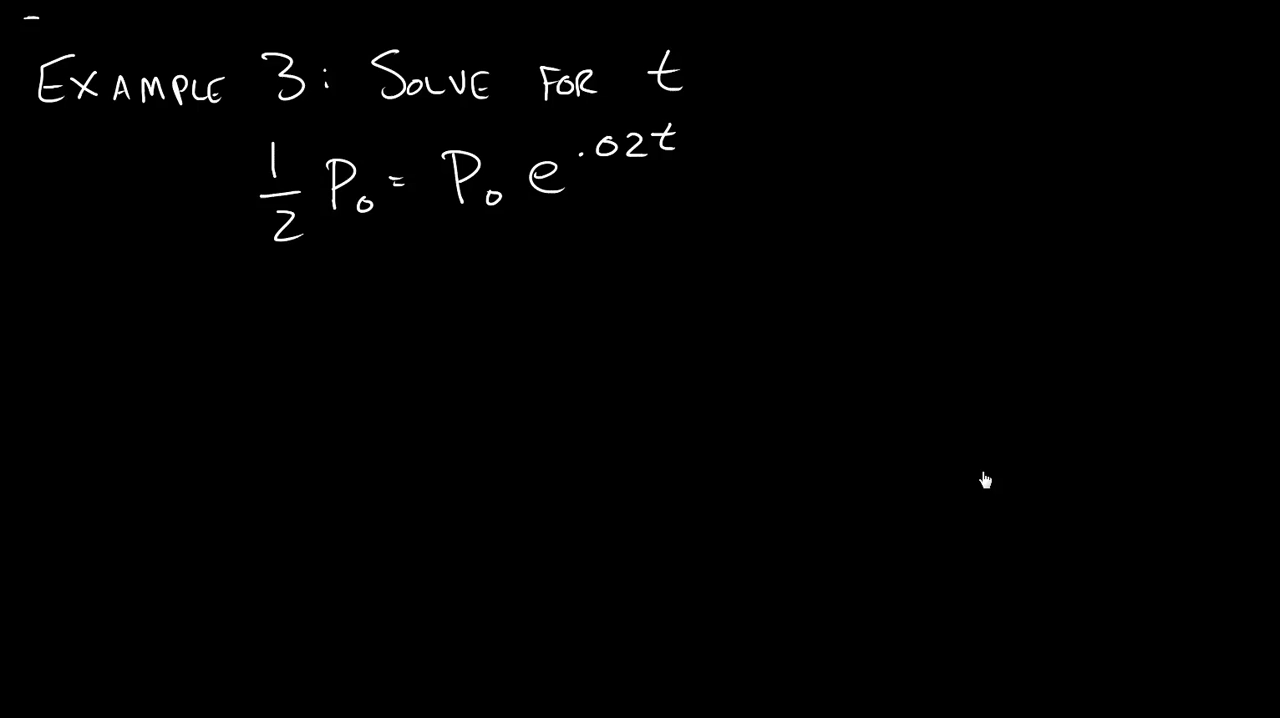 EXAMPLE 3: SOLVE FOR t
1/2 P₀ = P₀ e^.02t